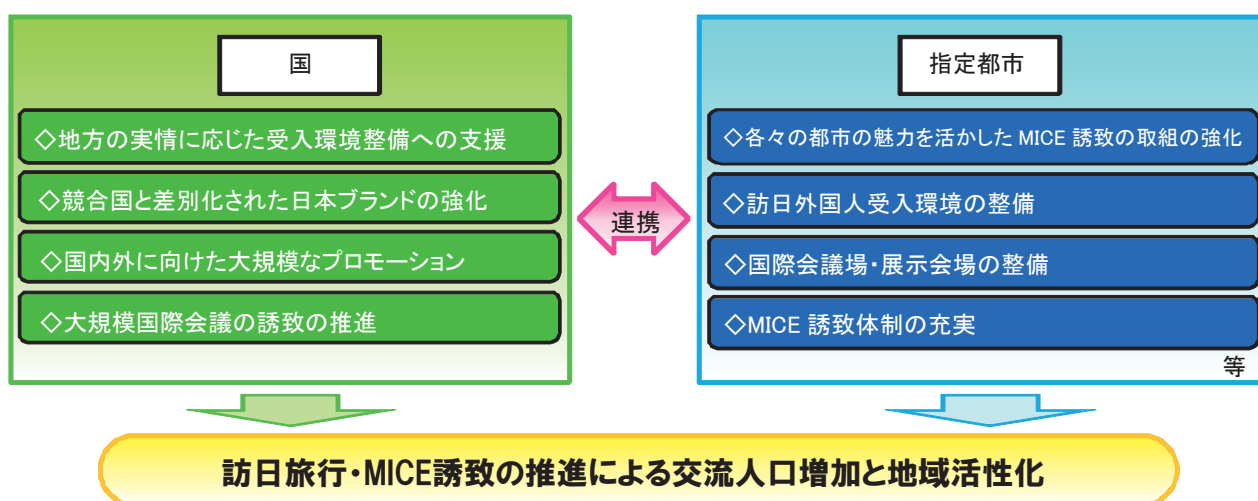 国
◇地方の実情に応じた受入環境整備への支援
◇競合国と差別化された日本ブランドの強化
◇国内外に向けた大規模なプロモーション
◇大規模国際会議の誘致の推進
連携
指定都市
◇各々の都市の魅力を活かした MICE 誘致の取組の強化
◇訪日外国人受入環境の整備
◇国際会議場・展示会場の整備
◇MICE 誘致体制の充実
等
訪日旅行・MICE誘致の推進による交流人口増加と地域活性化